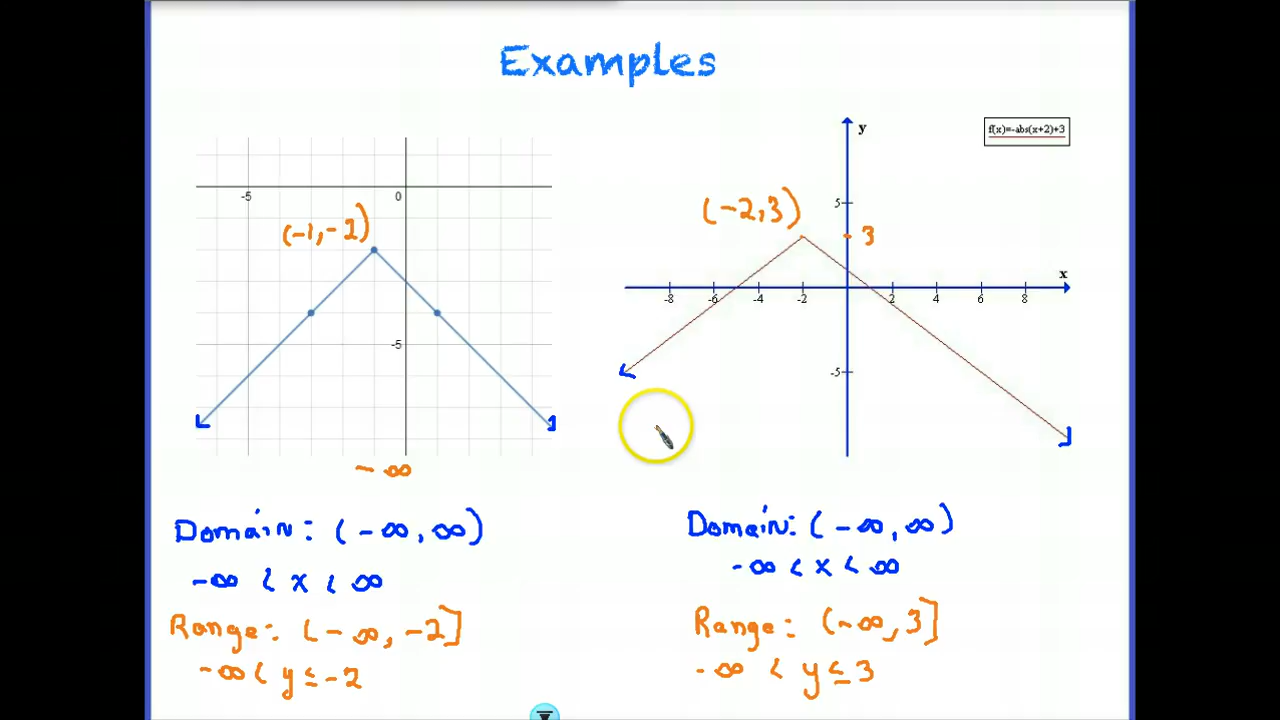 Examples
-5 0
(-1,-2)
-5
-∞
Domain: (-∞,∞)
-∞ < x < ∞
Range: (-∞,-2]
-∞ < y ≤ -2
y
f(x)=-abs(x+2)+3
5
(-2,3)
3
x
-8 -6 -4 -2 2 4 6 8
-5
Domain: (-∞,∞)
-∞ < x < ∞
Range: (-∞,3]
-∞ < y ≤ 3